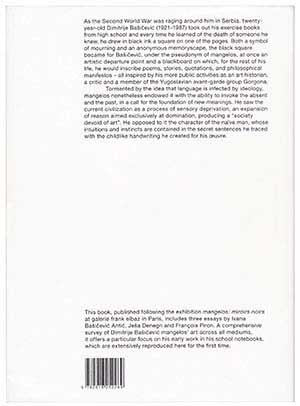 As the Second World War was raging around him in Serbia, twenty-
year-old Dimitrije Bašičević (1921–1987) took out his exercise books
from high school and every time he learned of the death of someone he
knew, he drew in black ink a square on one of the pages. Both a symbol
of mourning and an anonymous memoryscape, the black square
became for Bašičević, under the pseudonym of mangelos, at once an
artistic departure point and a blackboard on which, for the rest of his
life, he would inscribe poems, stories, quotations, and philosophical
manifestos – all inspired by his more public activities as an art historian,
a critic and a member of the Yugoslavian avant-garde group Gorgona.
Tormented by the idea that language is infected by ideology,
mangelos nonetheless endowed it with the ability to invoke the absent
and the past, in a call for the foundation of new meanings. He saw the
current civilization as a process of sensory deprivation, an expansion
of reason aimed exclusively at domination, producing a "society
devoid of art". He opposed to it the character of the naïve man, whose
intuitions and instincts are contained in the secret sentences he traced
with the childlike handwriting he created for his œuvre.
This book, published following the exhibition mangelos: miroirs noirs
at galerie frank elbaz in Paris, includes three essays by Ivana
Bašičević Antić, Ješa Denegri and François Piron. A comprehensive
survey of Dimitrije Bašičević mangelos' art across all mediums,
it offers a particular focus on his early work in his school notebooks,
which are extensively reproduced here for the first time.